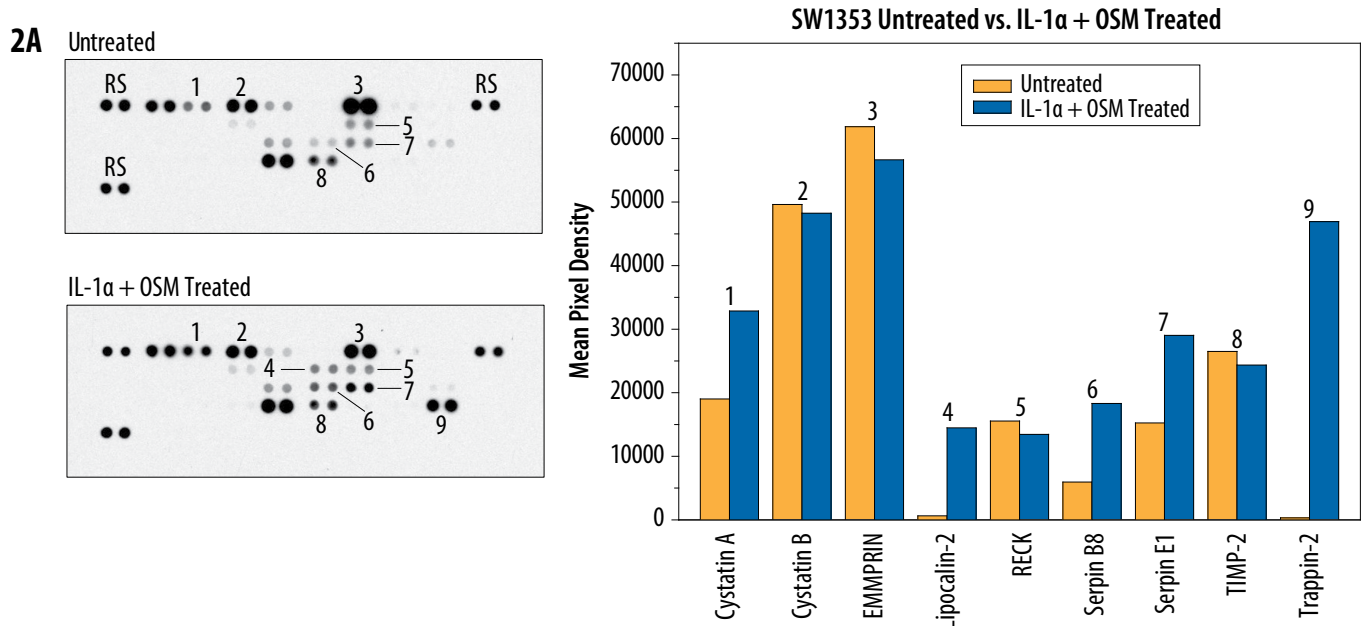 2A
Untreated
RS 1 2 3 RS
5
7
RS
8 6
IL-1α + OSM Treated
1 2 3
4 5
7
8 6 9
SW1353 Untreated vs. IL-1α + OSM Treated
Untreated
IL-1α + OSM Treated
Mean Pixel Density
70000
60000
50000
40000
30000
20000
10000
0
1
2
3
4
5
6
7
8
9
Cystatin A
Cystatin B
EMMPRIN
Lipocalin-2
RECK
Serpin B8
Serpin E1
TIMP-2
Trappin-2